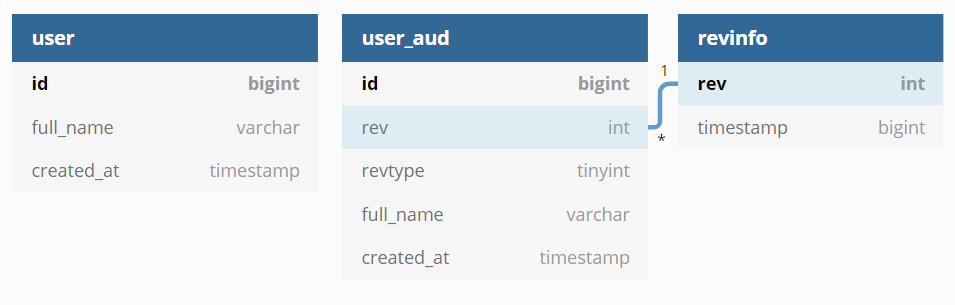 user
id bigint
full_name varchar
created_at timestamp
user_aud
id bigint
rev int
revtype tinyint
full_name varchar
created_at timestamp
1
*
revinfo
rev int
timestamp bigint